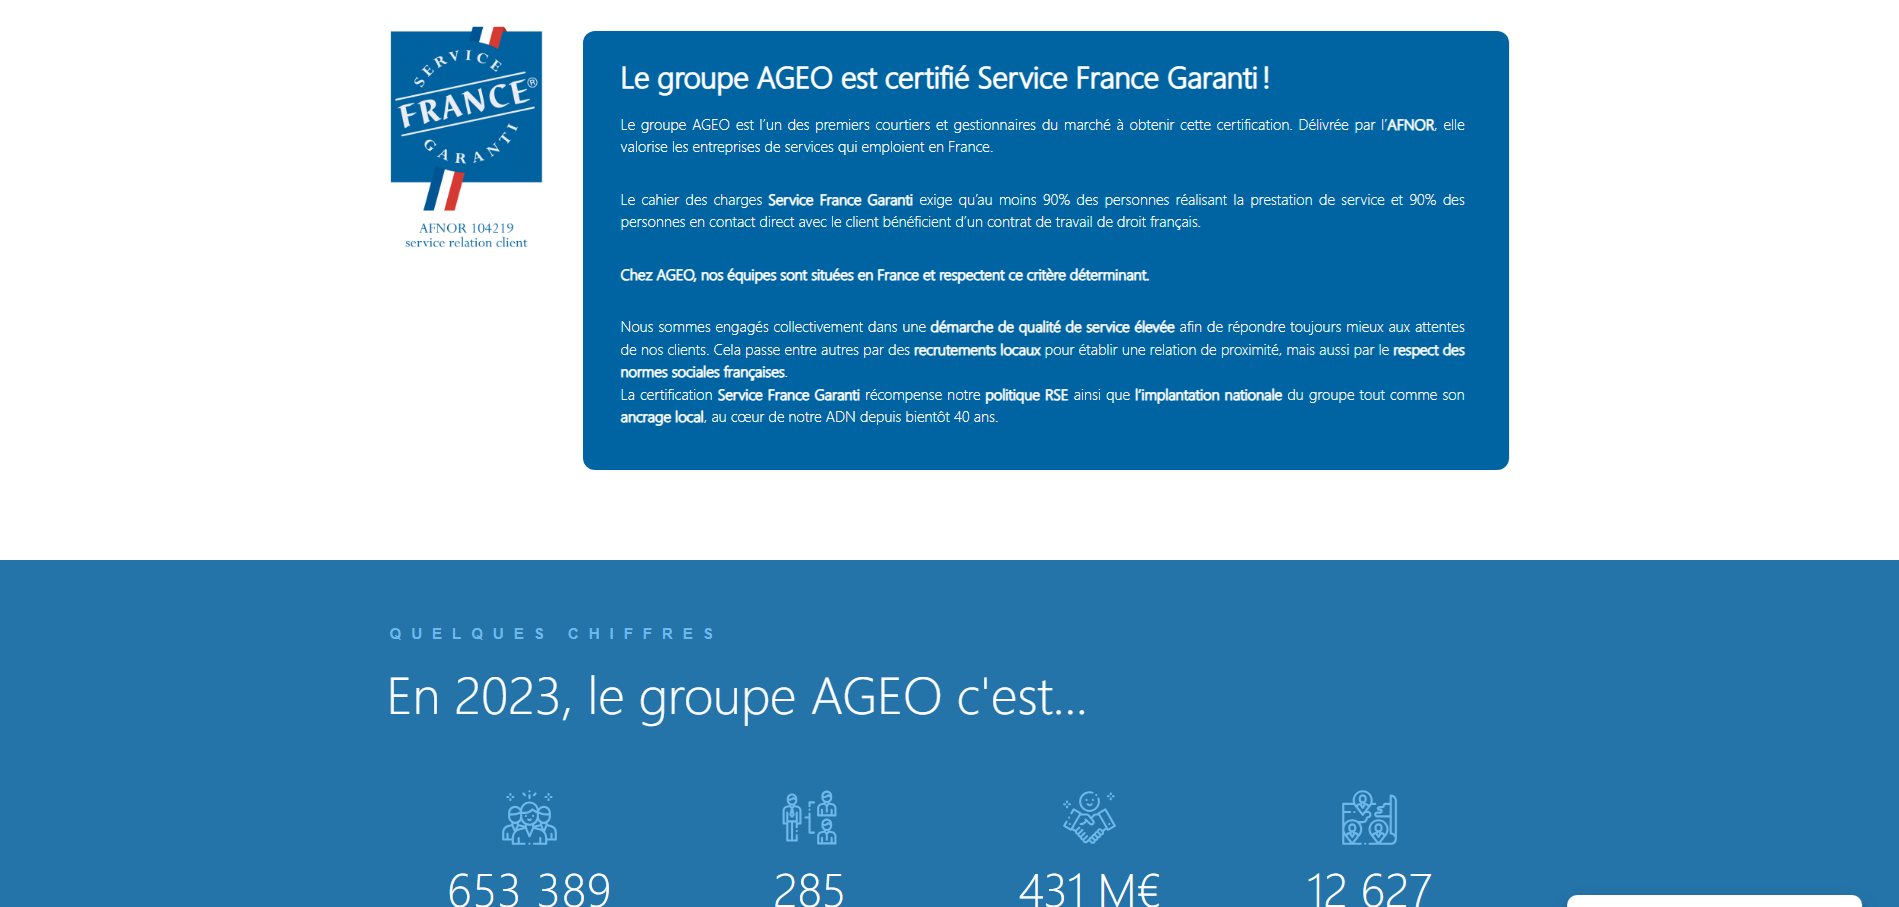 SERVICE
FRANCE®
GARANTI
AFNOR 104219
service relation client
Le groupe AGEO est certifié Service France Garanti !
Le groupe AGEO est l’un des premiers courtiers et gestionnaires du marché à obtenir cette certification. Délivrée par l’AFNOR, elle
valorise les entreprises de services qui emploient en France.
Le cahier des charges Service France Garanti exige qu’au moins 90% des personnes réalisant la prestation de service et 90% des
personnes en contact direct avec le client bénéficient d’un contrat de travail de droit français.
Chez AGEO, nos équipes sont situées en France et respectent ce critère déterminant.
Nous sommes engagés collectivement dans une démarche de qualité de service élevée afin de répondre toujours mieux aux attentes
de nos clients. Cela passe entre autres par des recrutements locaux pour établir une relation de proximité, mais aussi par le respect des
normes sociales françaises.
La certification Service France Garanti récompense notre politique RSE ainsi que l’implantation nationale du groupe tout comme son
ancrage local, au cœur de notre ADN depuis bientôt 40 ans.
QUELQUES CHIFFRES
En 2023, le groupe AGEO c'est...
653 389
285
431 M€
12 627